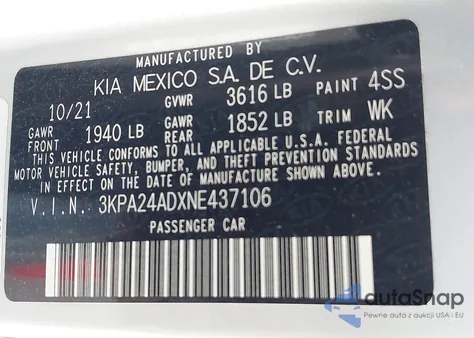 MANUFACTURED BY
KIA MEXICO S.A. DE C.V.
10/21 GVWR 3616 LB PAINT 4SS
GAWR FRONT 1940 LB GAWR REAR 1852 LB TRIM WK
THIS VEHICLE CONFORMS TO ALL APPLICABLE U.S.A. FEDERAL
MOTOR VEHICLE SAFETY, BUMPER, AND THEFT PREVENTION STANDARDS
IN EFFECT ON THE DATE OF MANUFACTURE SHOWN ABOVE.
V.I.N. 3KPA24ADXNE437106
PASSENGER CAR
autaSnap
Pewne auta z aukcji USA i EU